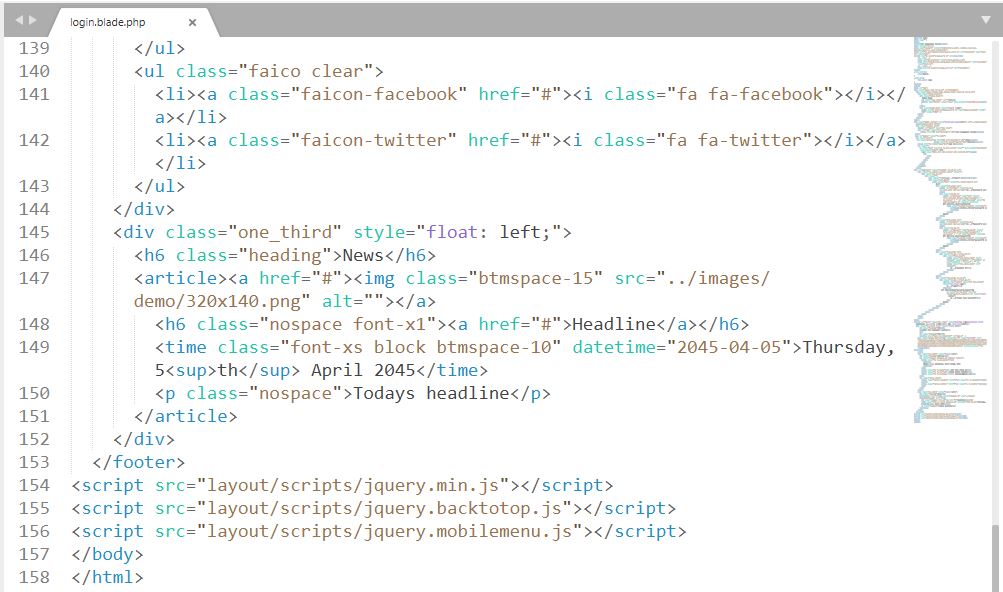 login.blade.php ×
139 </ul>
140 <ul class="faico clear">
141 <li><a class="faicon-facebook" href="#"><i class="fa fa-facebook"></i></
a></li>
142 <li><a class="faicon-twitter" href="#"><i class="fa fa-twitter"></i></a>
</li>
143 </ul>
144 </div>
145 <div class="one_third" style="float: left;">
146 <h6 class="heading">News</h6>
147 <article><a href="#"><img class="btmspace-15" src="../images/
demo/320x140.png" alt=""></a>
148 <h6 class="nospace font-x1"><a href="#">Headline</a></h6>
149 <time class="font-xs block btmspace-10" datetime="2045-04-05">Thursday,
5<sup>th</sup> April 2045</time>
150 <p class="nospace">Todays headline</p>
151 </article>
152 </div>
153 </footer>
154 <script src="layout/scripts/jquery.min.js"></script>
155 <script src="layout/scripts/jquery.backtotop.js"></script>
156 <script src="layout/scripts/jquery.mobilemenu.js"></script>
157 </body>
158 </html>